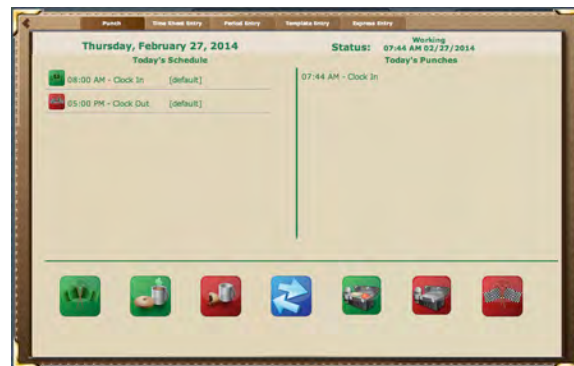 Punch Time Sheet Entry Period Entry Template Entry Express Entry
Thursday, February 27, 2014
Today's Schedule
08:00 AM - Clock In [default]
05:00 PM - Clock Out [default]
Status: Working
07:44 AM 02/27/2014
Today's Punches
07:44 AM - Clock In